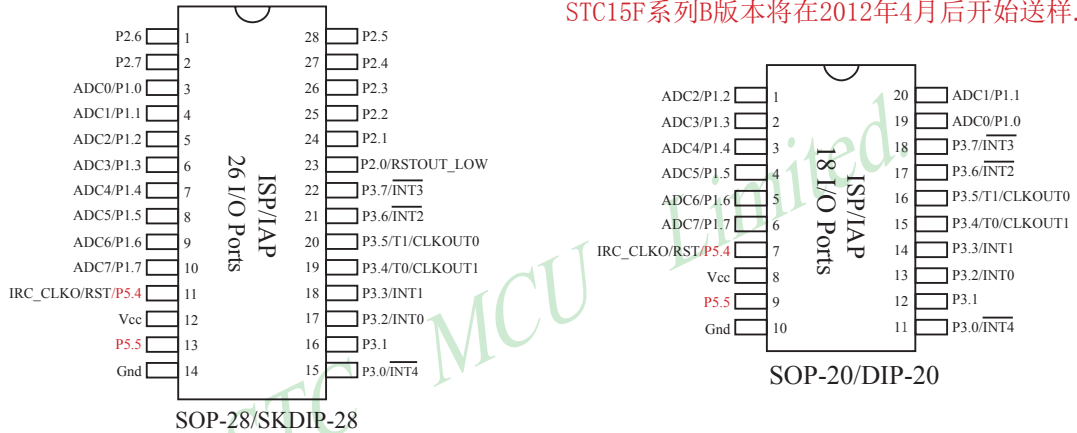 STC15F系列B版本将在2012年4月后开始送样.
P2.6 1 28 P2.5
P2.7 2 27 P2.4
ADC0/P1.0 3 26 P2.3
ADC1/P1.1 4 25 P2.2
ADC2/P1.2 5 24 P2.1
ADC3/P1.3 6 23 P2.0/RSTOUT_LOW
ADC4/P1.4 7 22 P3.7/INT3
ADC5/P1.5 8 21 P3.6/INT2
ADC6/P1.6 9 20 P3.5/T1/CLKOUT0
ADC7/P1.7 10 19 P3.4/T0/CLKOUT1
IRC_CLKO/RST/P5.4 11 18 P3.3/INT1
Vcc 12 17 P3.2/INT0
P5.5 13 16 P3.1
Gnd 14 15 P3.0/INT4
ISP/IAP
26 I/O Ports
SOP-28/SKDIP-28
ADC2/P1.2 1 20 ADC1/P1.1
ADC3/P1.3 2 19 ADC0/P1.0
ADC4/P1.4 3 18 P3.7/INT3
ADC5/P1.5 4 17 P3.6/INT2
ADC6/P1.6 5 16 P3.5/T1/CLKOUT0
ADC7/P1.7 6 15 P3.4/T0/CLKOUT1
IRC_CLKO/RST/P5.4 7 14 P3.3/INT1
Vcc 8 13 P3.2/INT0
P5.5 9 12 P3.1
Gnd 10 11 P3.0/INT4
ISP/IAP
18 I/O Ports
SOP-20/DIP-20
STC MCU Limited.